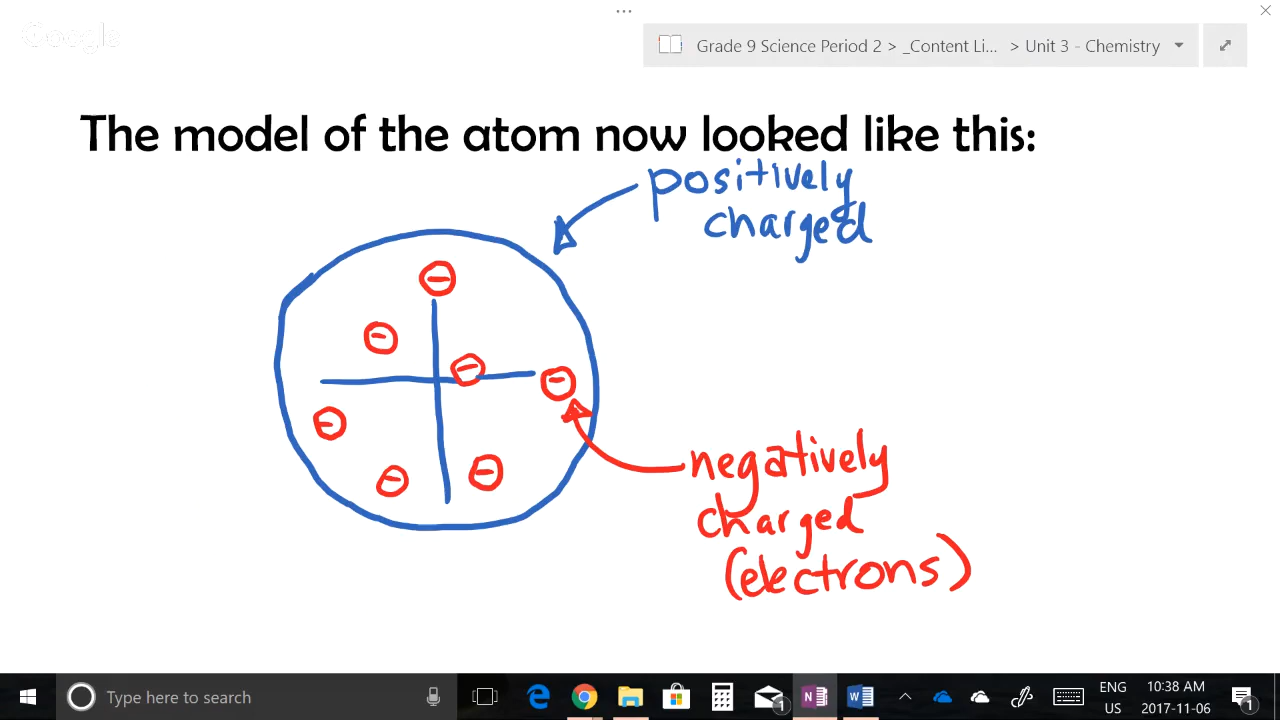 Google
Grade 9 Science Period 2 > _Content Li... > Unit 3 - Chemistry
The model of the atom now looked like this:
positively
charged
negatively
charged
(electrons)
Type here to search
ENG
US
10:38 AM
2017-11-06